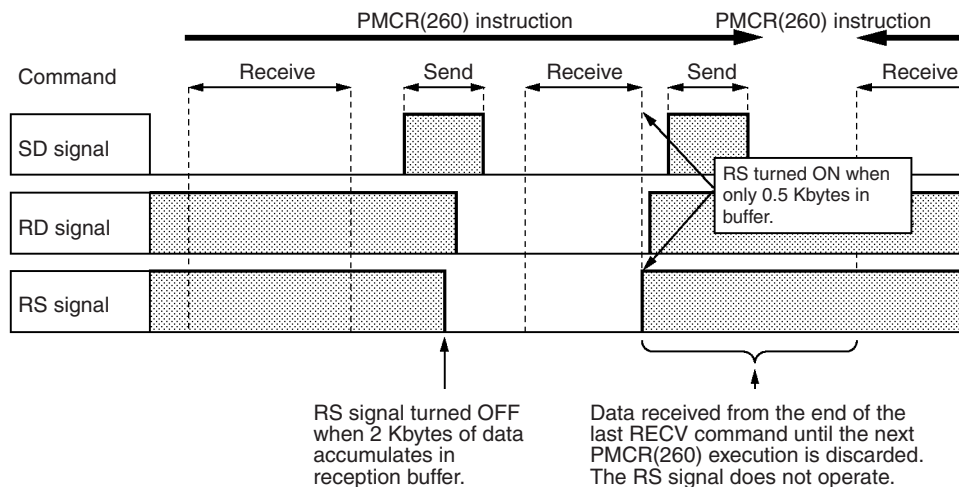 PMCR(260) instruction
PMCR(260) instruction
Command
Receive
Send
Receive
Send
Receive
SD signal
RS turned ON when
only 0.5 Kbytes in
buffer.
RD signal
RS signal
RS signal turned OFF
when 2 Kbytes of data
accumulates in
reception buffer.
Data received from the end of the
last RECV command until the next
PMCR(260) execution is discarded.
The RS signal does not operate.